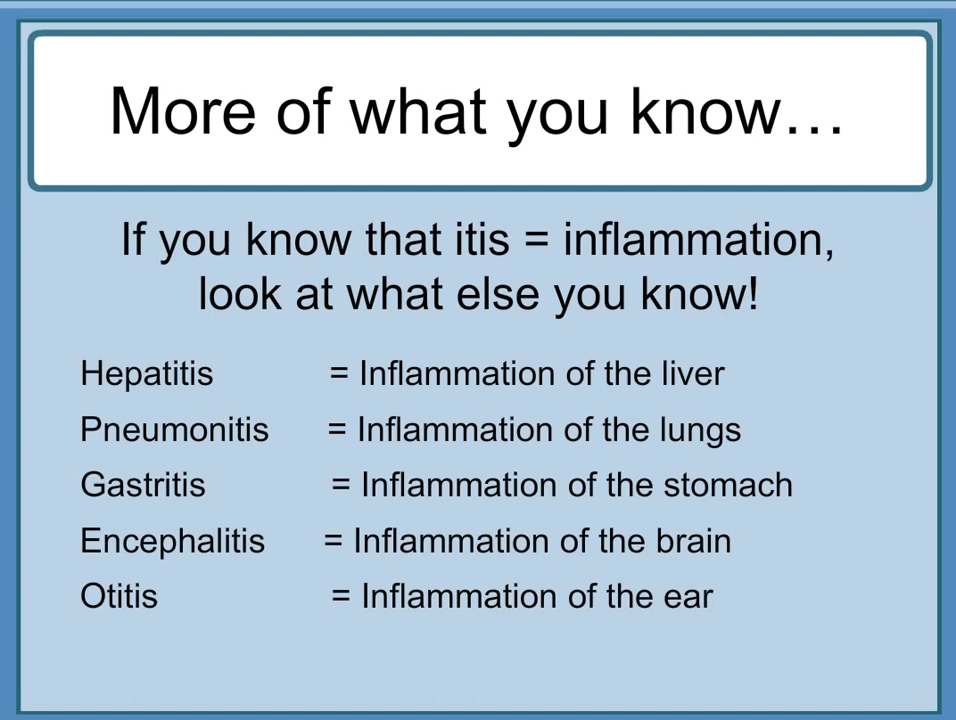 More of what you know…
If you know that itis = inflammation,
look at what else you know!
Hepatitis = Inflammation of the liver
Pneumonitis = Inflammation of the lungs
Gastritis = Inflammation of the stomach
Encephalitis = Inflammation of the brain
Otitis = Inflammation of the ear